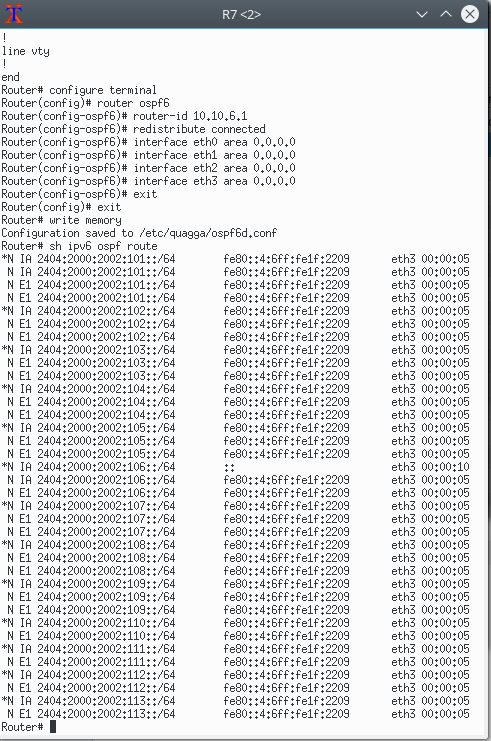 R7 <2>
!
line vty
!
end
Router# configure terminal
Router(config)# router ospf6
Router(config-ospf6)# router-id 10.10.6.1
Router(config-ospf6)# redistribute connected
Router(config-ospf6)# interface eth0 area 0.0.0.0
Router(config-ospf6)# interface eth1 area 0.0.0.0
Router(config-ospf6)# interface eth2 area 0.0.0.0
Router(config-ospf6)# interface eth3 area 0.0.0.0
Router(config-ospf6)# exit
Router(config)# exit
Router# write memory
Configuration saved to /etc/quagga/ospf6d.conf
Router# sh ipv6 ospf route
*N IA 2404:2000:2002:101::/64 fe80::4:6ff:fe1f:2209 eth3 00:00:05
N IA 2404:2000:2002:101::/64 fe80::4:6ff:fe1f:2209 eth3 00:00:05
N E1 2404:2000:2002:101::/64 fe80::4:6ff:fe1f:2209 eth3 00:00:05
N E1 2404:2000:2002:101::/64 fe80::4:6ff:fe1f:2209 eth3 00:00:05
*N IA 2404:2000:2002:102::/64 fe80::4:6ff:fe1f:2209 eth3 00:00:05
N E1 2404:2000:2002:102::/64 fe80::4:6ff:fe1f:2209 eth3 00:00:05
N E1 2404:2000:2002:102::/64 fe80::4:6ff:fe1f:2209 eth3 00:00:05
*N IA 2404:2000:2002:103::/64 fe80::4:6ff:fe1f:2209 eth3 00:00:05
N E1 2404:2000:2002:103::/64 fe80::4:6ff:fe1f:2209 eth3 00:00:05
N E1 2404:2000:2002:103::/64 fe80::4:6ff:fe1f:2209 eth3 00:00:05
*N IA 2404:2000:2002:104::/64 fe80::4:6ff:fe1f:2209 eth3 00:00:05
N E1 2404:2000:2002:104::/64 fe80::4:6ff:fe1f:2209 eth3 00:00:05
N E1 2404:2000:2002:104::/64 fe80::4:6ff:fe1f:2209 eth3 00:00:05
*N IA 2404:2000:2002:105::/64 fe80::4:6ff:fe1f:2209 eth3 00:00:05
N E1 2404:2000:2002:105::/64 fe80::4:6ff:fe1f:2209 eth3 00:00:05
N E1 2404:2000:2002:105::/64 fe80::4:6ff:fe1f:2209 eth3 00:00:05
*N IA 2404:2000:2002:106::/64 :: eth3 00:00:10
N IA 2404:2000:2002:106::/64 fe80::4:6ff:fe1f:2209 eth3 00:00:05
N E1 2404:2000:2002:106::/64 fe80::4:6ff:fe1f:2209 eth3 00:00:05
*N IA 2404:2000:2002:107::/64 fe80::4:6ff:fe1f:2209 eth3 00:00:05
N E1 2404:2000:2002:107::/64 fe80::4:6ff:fe1f:2209 eth3 00:00:05
N E1 2404:2000:2002:107::/64 fe80::4:6ff:fe1f:2209 eth3 00:00:05
*N IA 2404:2000:2002:108::/64 fe80::4:6ff:fe1f:2209 eth3 00:00:05
N E1 2404:2000:2002:108::/64 fe80::4:6ff:fe1f:2209 eth3 00:00:05
N E1 2404:2000:2002:108::/64 fe80::4:6ff:fe1f:2209 eth3 00:00:05
*N IA 2404:2000:2002:109::/64 fe80::4:6ff:fe1f:2209 eth3 00:00:05
N E1 2404:2000:2002:109::/64 fe80::4:6ff:fe1f:2209 eth3 00:00:05
N E1 2404:2000:2002:109::/64 fe80::4:6ff:fe1f:2209 eth3 00:00:05
*N IA 2404:2000:2002:110::/64 fe80::4:6ff:fe1f:2209 eth3 00:00:05
N E1 2404:2000:2002:110::/64 fe80::4:6ff:fe1f:2209 eth3 00:00:05
*N IA 2404:2000:2002:111::/64 fe80::4:6ff:fe1f:2209 eth3 00:00:05
N E1 2404:2000:2002:111::/64 fe80::4:6ff:fe1f:2209 eth3 00:00:05
*N IA 2404:2000:2002:112::/64 fe80::4:6ff:fe1f:2209 eth3 00:00:05
N E1 2404:2000:2002:112::/64 fe80::4:6ff:fe1f:2209 eth3 00:00:05
*N IA 2404:2000:2002:113::/64 fe80::4:6ff:fe1f:2209 eth3 00:00:05
N E1 2404:2000:2002:113::/64 fe80::4:6ff:fe1f:2209 eth3 00:00:05
Router#